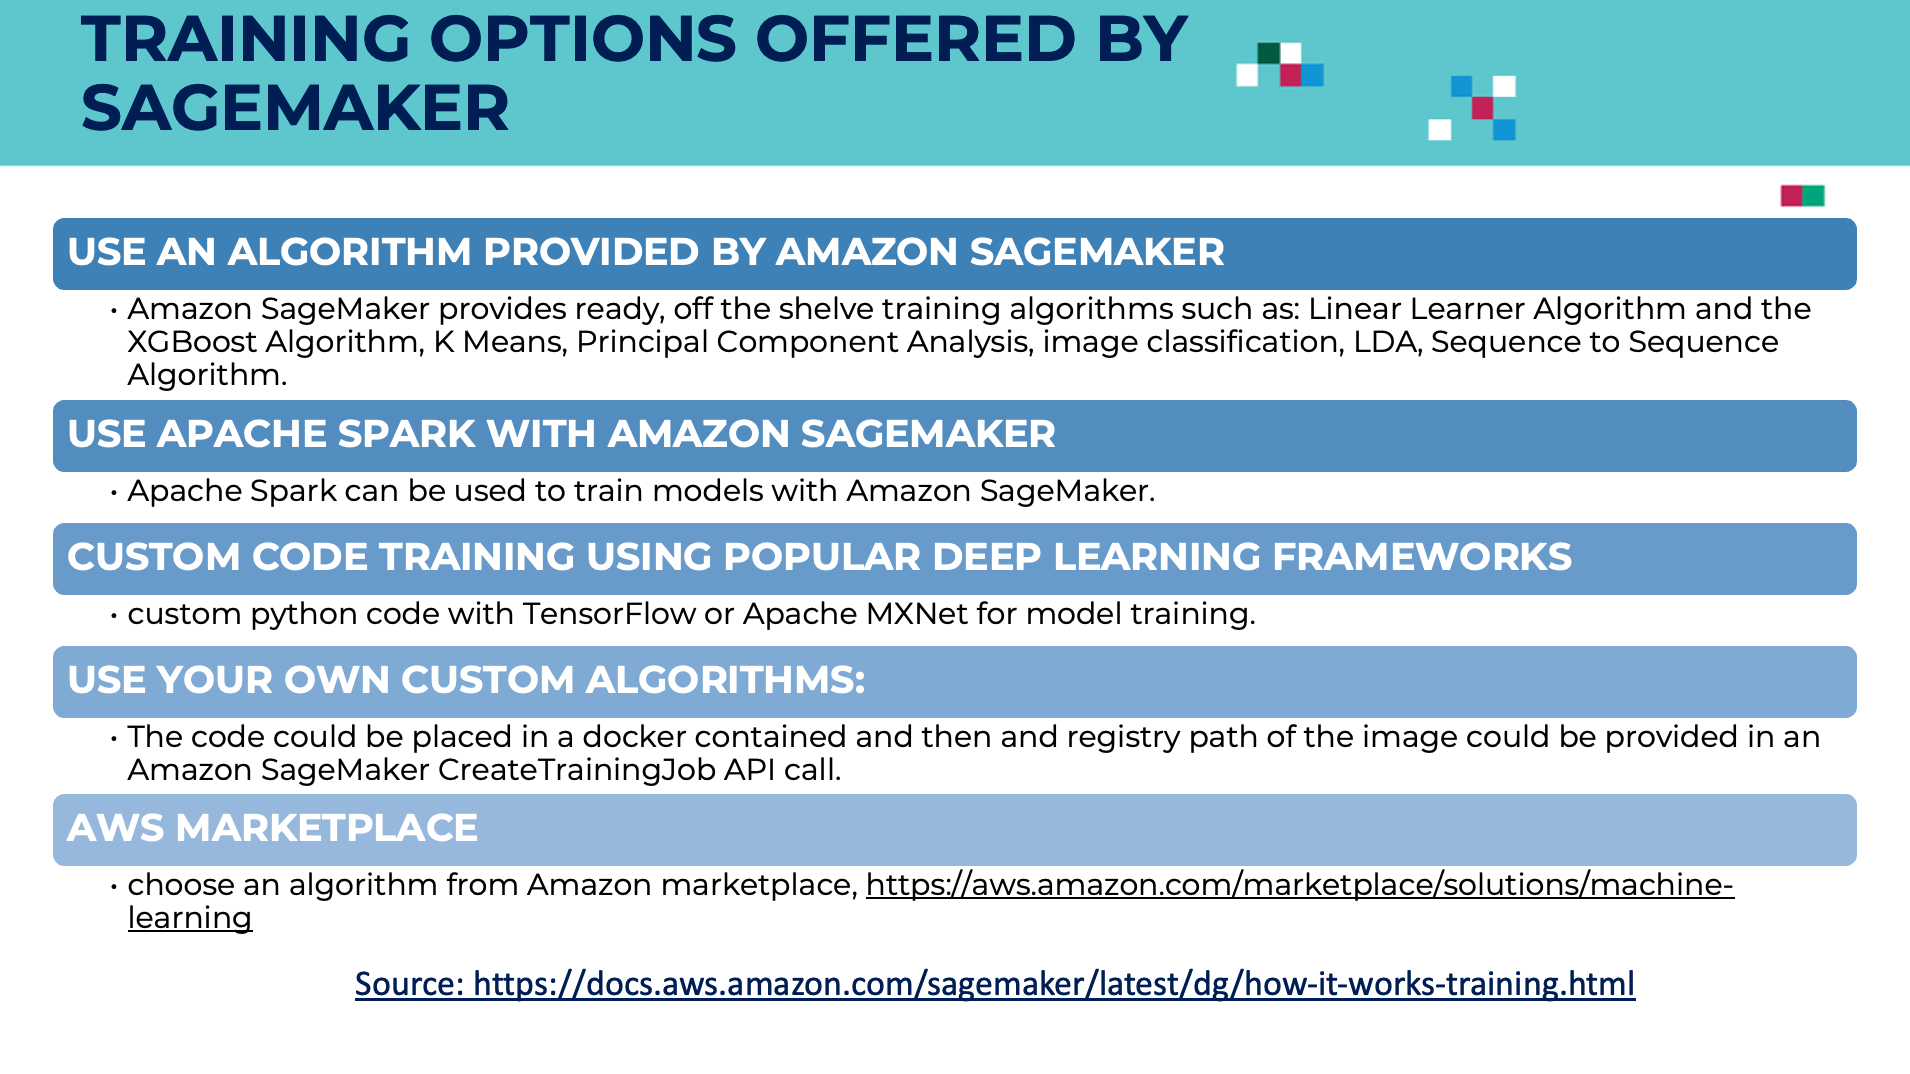 TRAINING OPTIONS OFFERED BY
SAGEMAKER
USE AN ALGORITHM PROVIDED BY AMAZON SAGEMAKER
• Amazon SageMaker provides ready, off the shelve training algorithms such as: Linear Learner Algorithm and the
XGBoost Algorithm, K Means, Principal Component Analysis, image classification, LDA, Sequence to Sequence
Algorithm.
USE APACHE SPARK WITH AMAZON SAGEMAKER
• Apache Spark can be used to train models with Amazon SageMaker.
CUSTOM CODE TRAINING USING POPULAR DEEP LEARNING FRAMEWORKS
• custom python code with TensorFlow or Apache MXNet for model training.
USE YOUR OWN CUSTOM ALGORITHMS:
• The code could be placed in a docker contained and then and registry path of the image could be provided in an
Amazon SageMaker CreateTrainingJob API call.
AWS MARKETPLACE
• choose an algorithm from Amazon marketplace, https://aws.amazon.com/marketplace/solutions/machine-
learning
Source: https://docs.aws.amazon.com/sagemaker/latest/dg/how-it-works-training.html